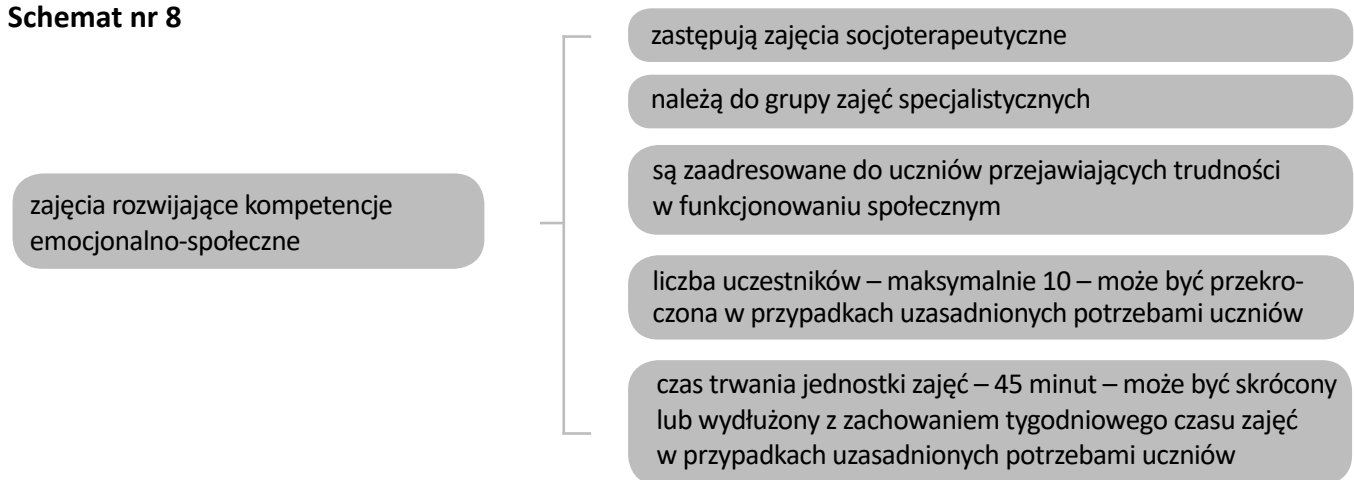 Schemat nr 8
zajęcia rozwijające kompetencje
emocjonalno-społeczne
zastępują zajęcia socjoterapeutyczne
należą do grupy zajęć specjalistycznych
są zaadresowane do uczniów przejawiających trudności
w funkcjonowaniu społecznym
liczba uczestników – maksymalnie 10 – może być przekro-
czona w przypadkach uzasadnionych potrzebami uczniów
czas trwania jednostki zajęć – 45 minut – może być skrócony
lub wydłużony z zachowaniem tygodniowego czasu zajęć
w przypadkach uzasadnionych potrzebami uczniów